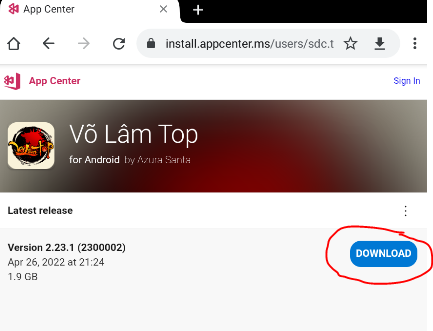 App Center
install.appcenter.ms/users/sdc.t
App Center
Sign In
Võ Lâm Top
for Android by Azura Santa
Latest release
Version 2.23.1 (2300002)
Apr 26, 2022 at 21:24
1.9 GB
DOWNLOAD